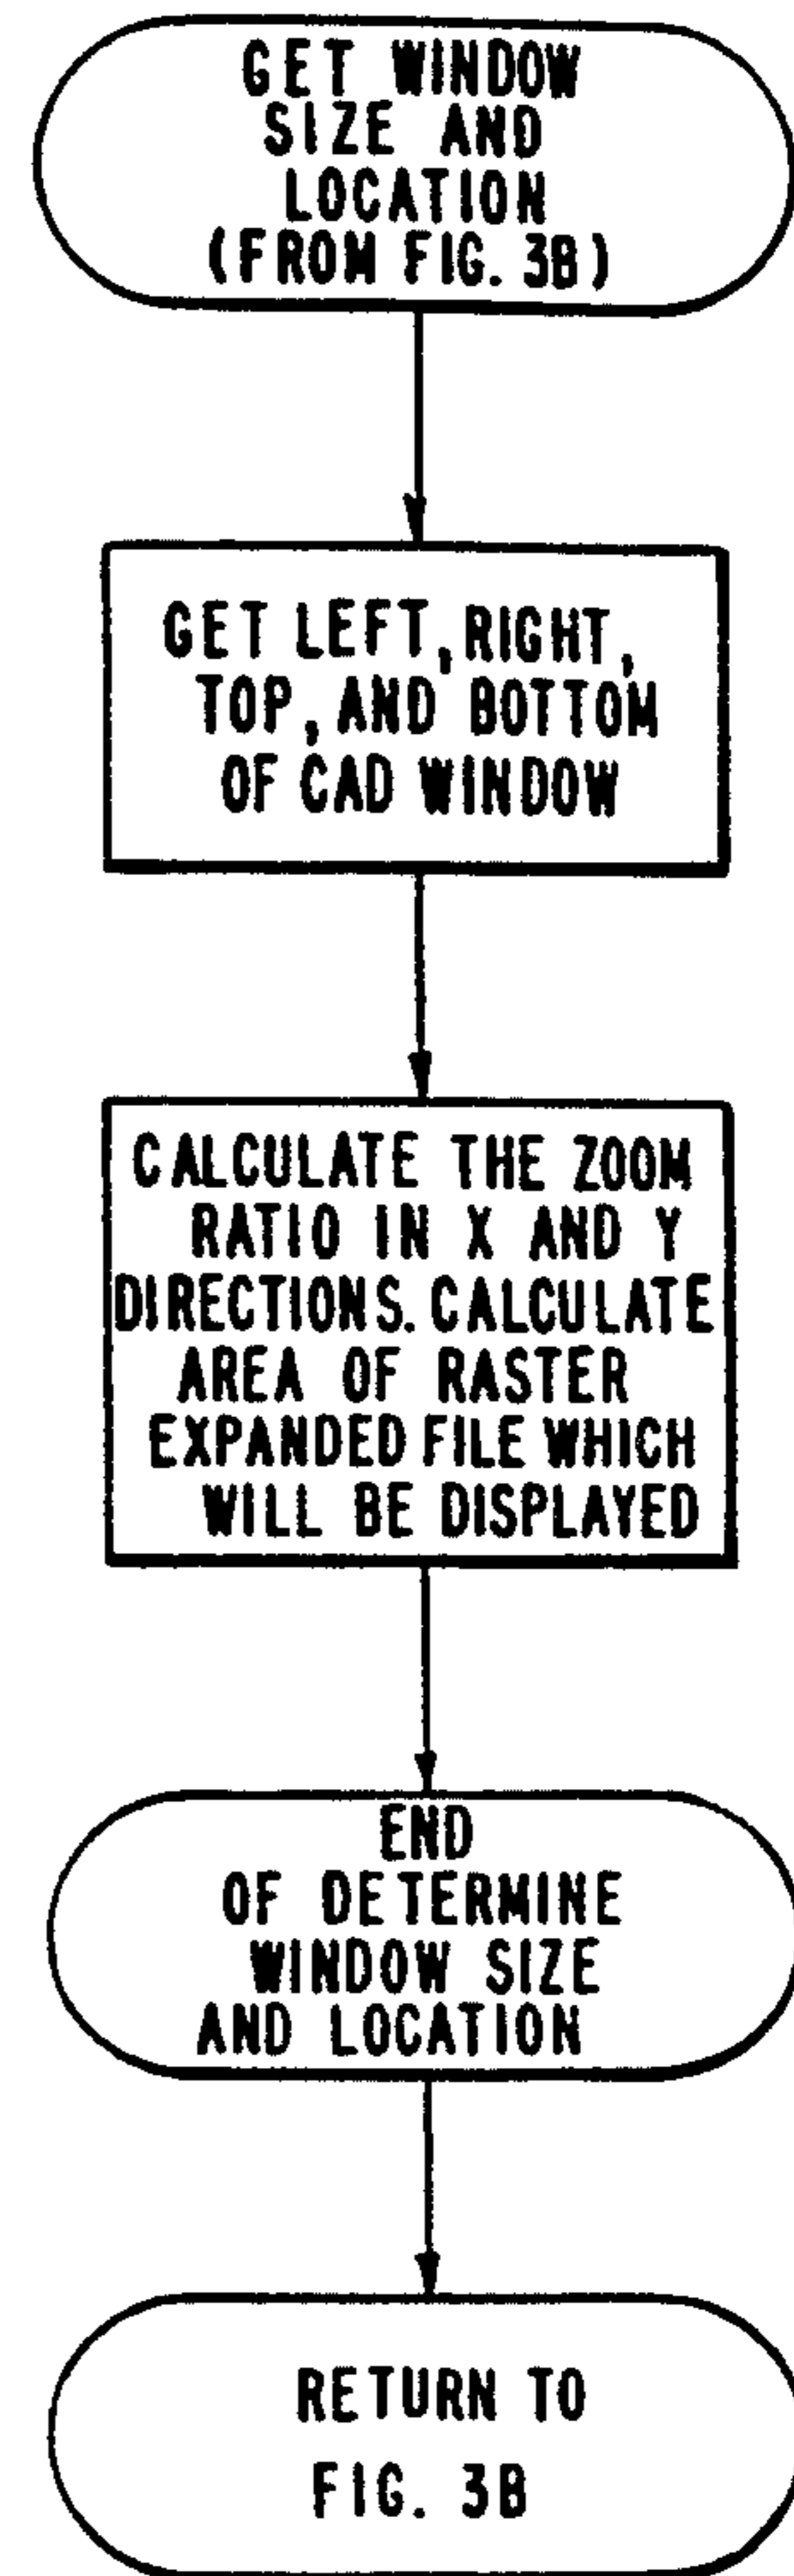 GET WINDOW
SIZE AND
LOCATION
(FROM FIG. 3B)
GET LEFT, RIGHT,
TOP, AND BOTTOM
OF CAD WINDOW
CALCULATE THE ZOOM
RATIO IN X AND Y
DIRECTIONS. CALCULATE
AREA OF RASTER
EXPANDED FILE WHICH
WILL BE DISPLAYED
END
OF DETERMINE
WINDOW SIZE
AND LOCATION
RETURN TO
FIG. 3B